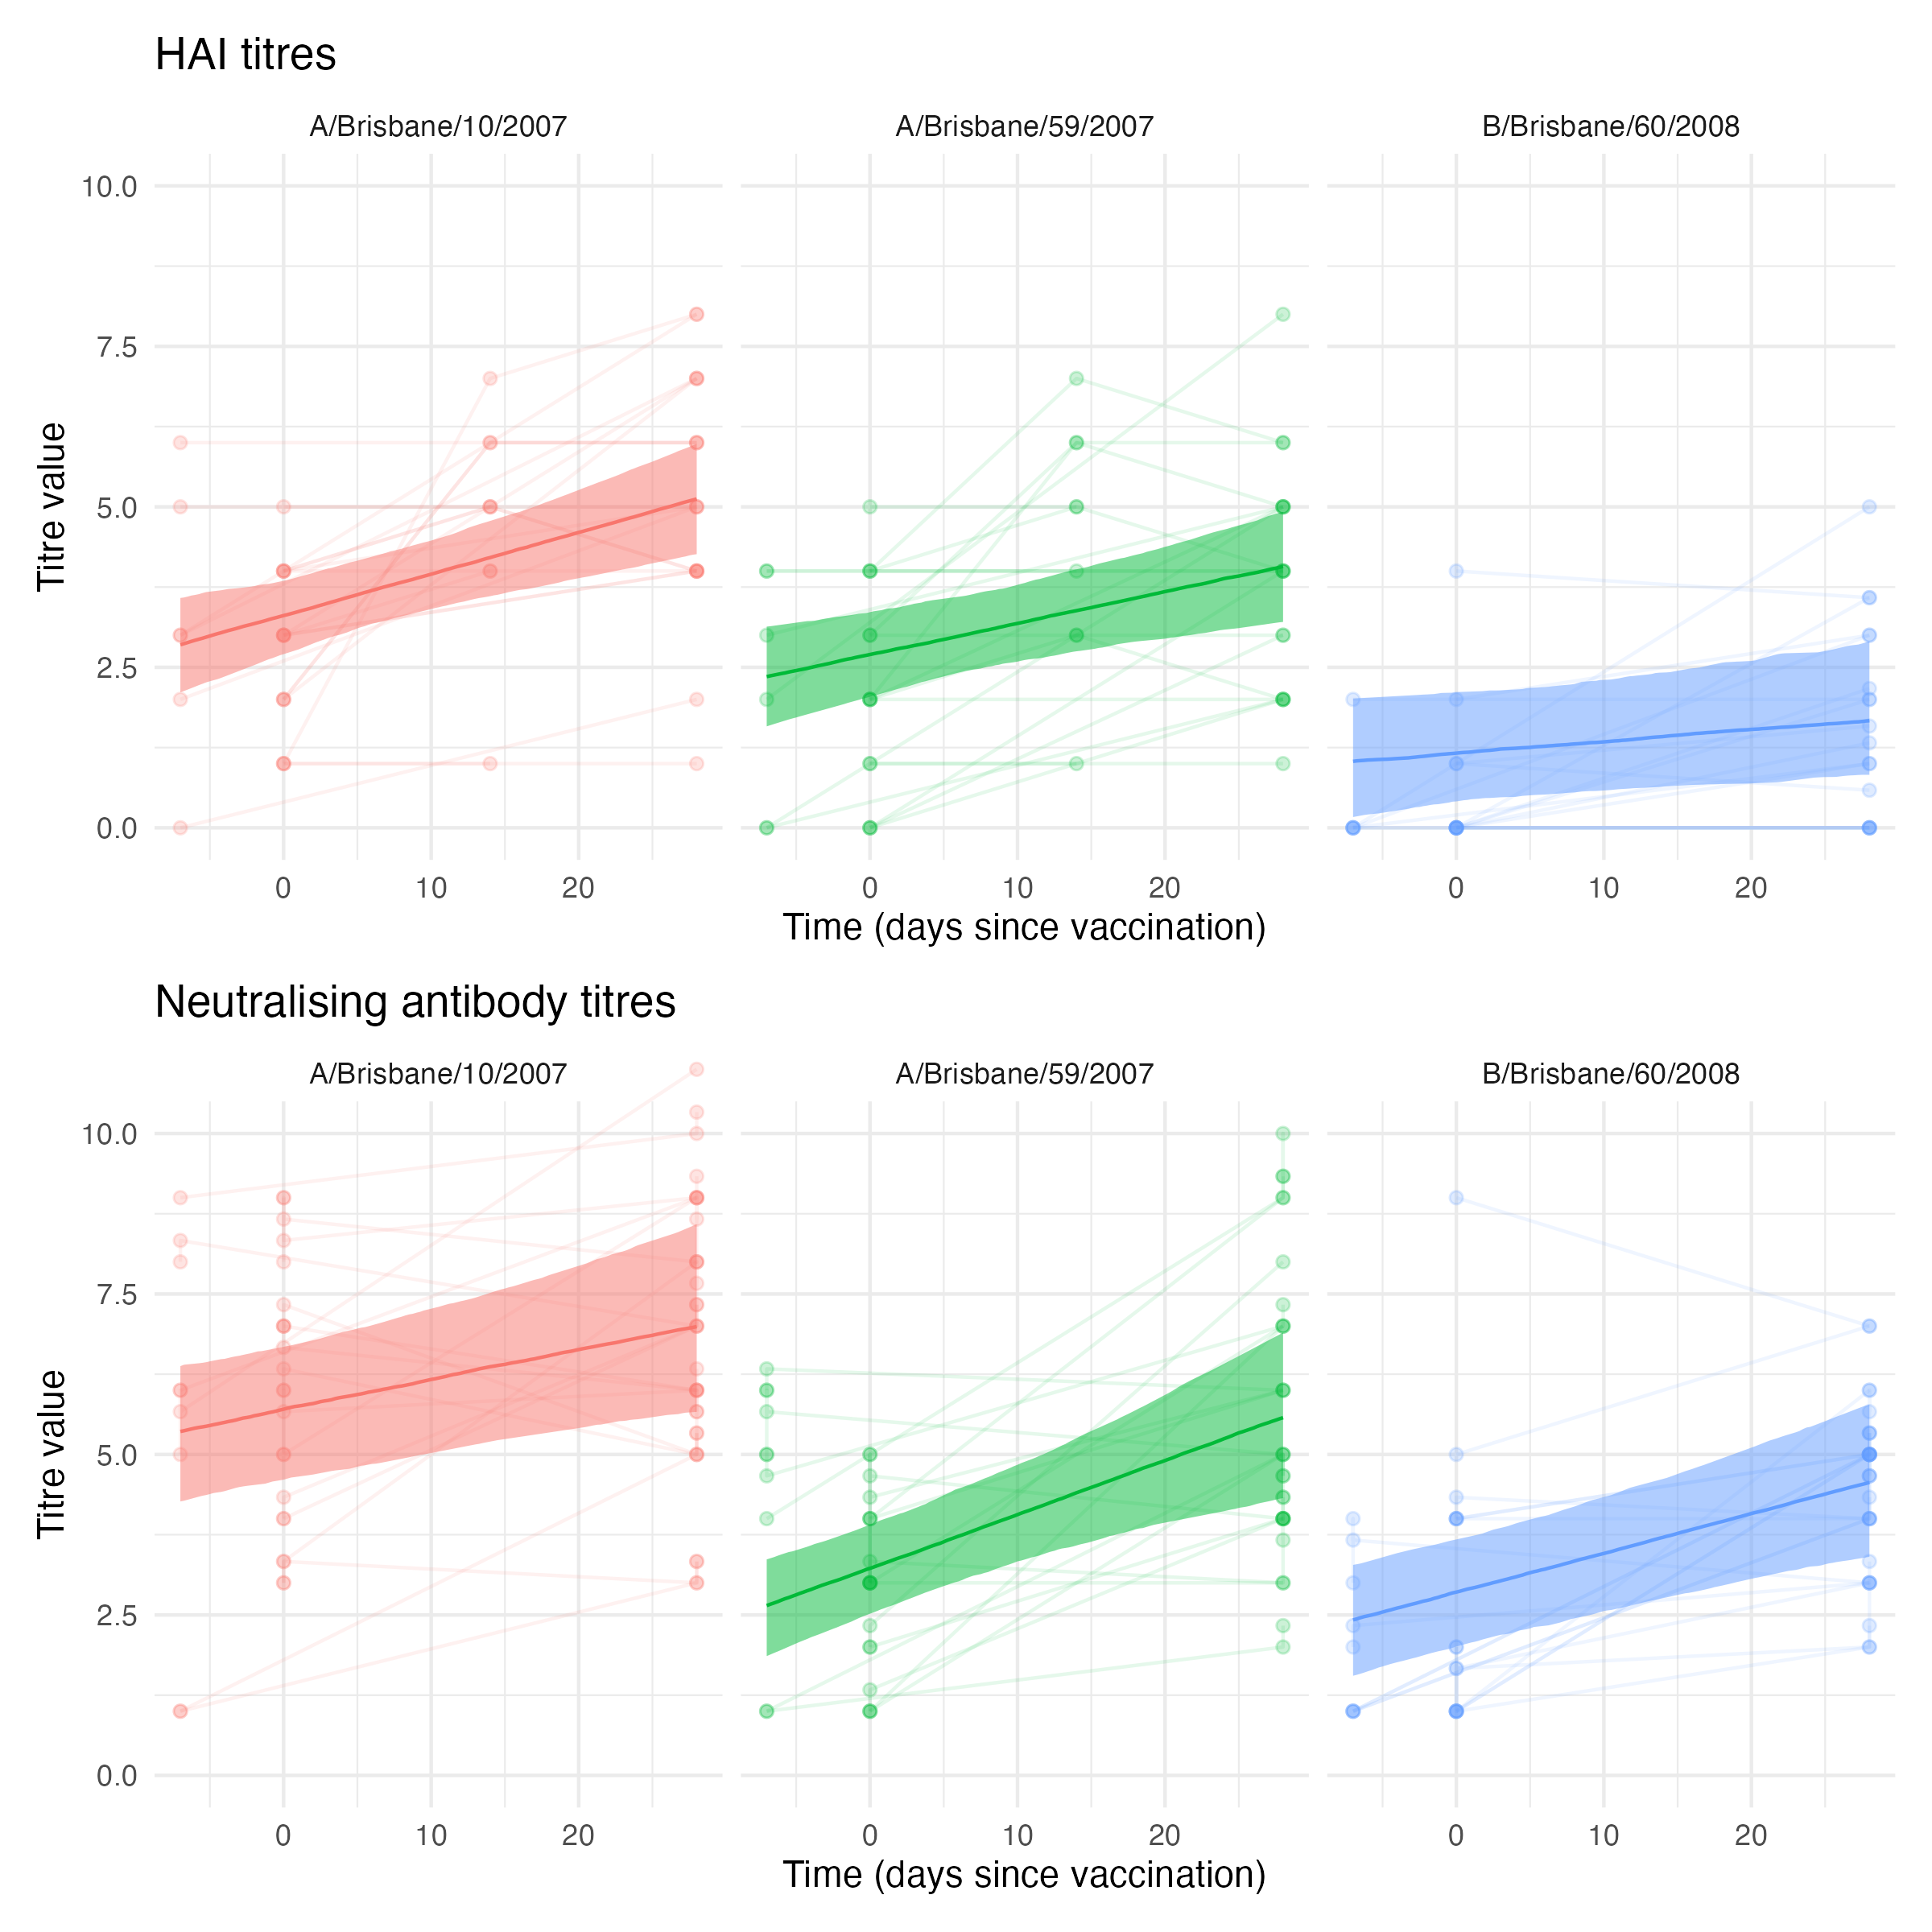 HAI titres
A/Brisbane/10/2007 A/Brisbane/59/2007 B/Brisbane/60/2008
10.0
7.5
5.0
2.5
0.0
Titre value
0 10 20 0 10 20 0 10 20
Time (days since vaccination)
Neutralising antibody titres
A/Brisbane/10/2007 A/Brisbane/59/2007 B/Brisbane/60/2008
10.0
7.5
5.0
2.5
0.0
Titre value
0 10 20 0 10 20 0 10 20
Time (days since vaccination)